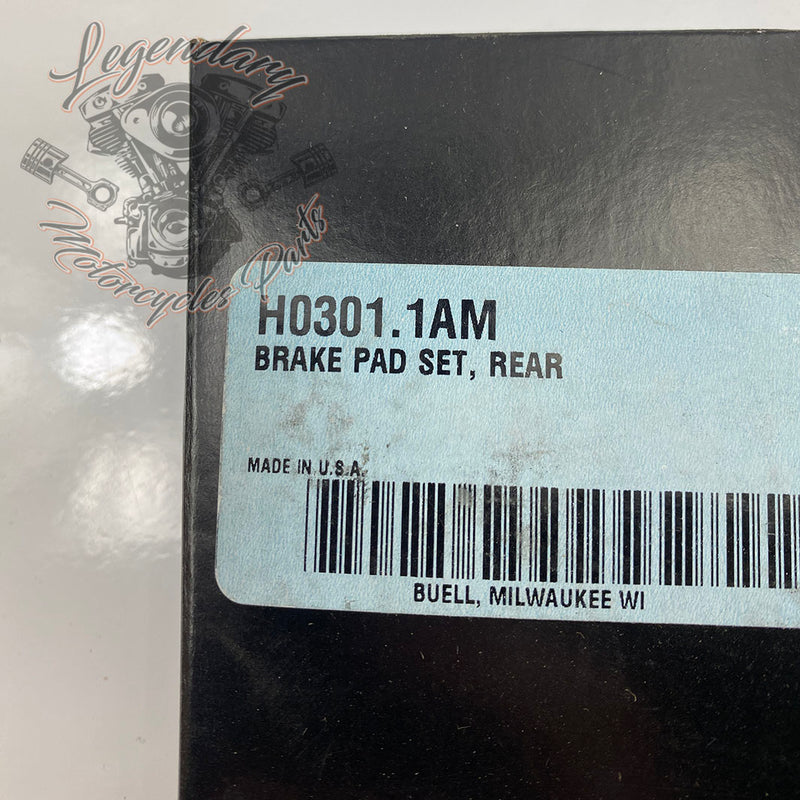 Legendary
Motorcycles Parts
H0301.1AM
BRAKE PAD SET, REAR
MADE IN U.S.A.
BUELL, MILWAUKEE WI